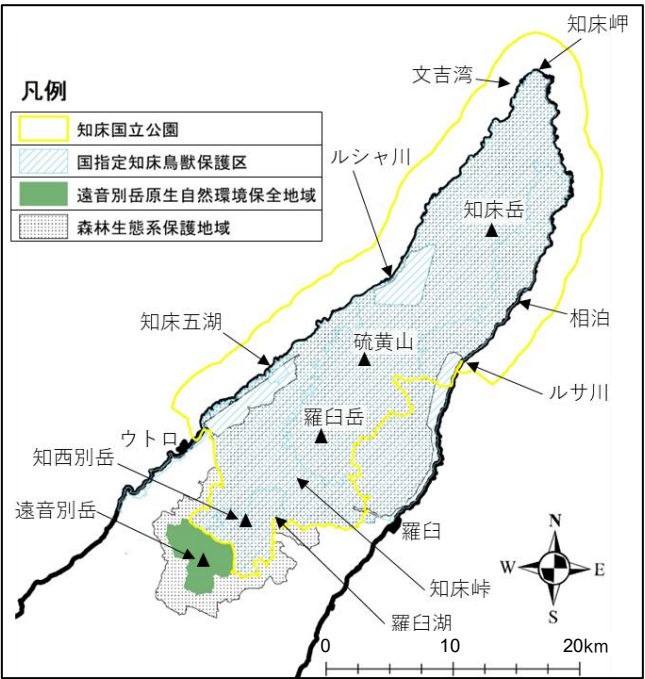 知床岬
文吉湾
凡例
知床国立公園
国指定知床鳥獣保護区
遠音別岳原生自然環境保全地域
森林生態系保護地域
ルシャ川
知床岳
知床五湖
硫黄山
相泊
ルサ川
羅臼岳
ウトロ
知西別岳
遠音別岳
羅臼
知床峠
羅臼湖
N
W
E
S
0 10 20km